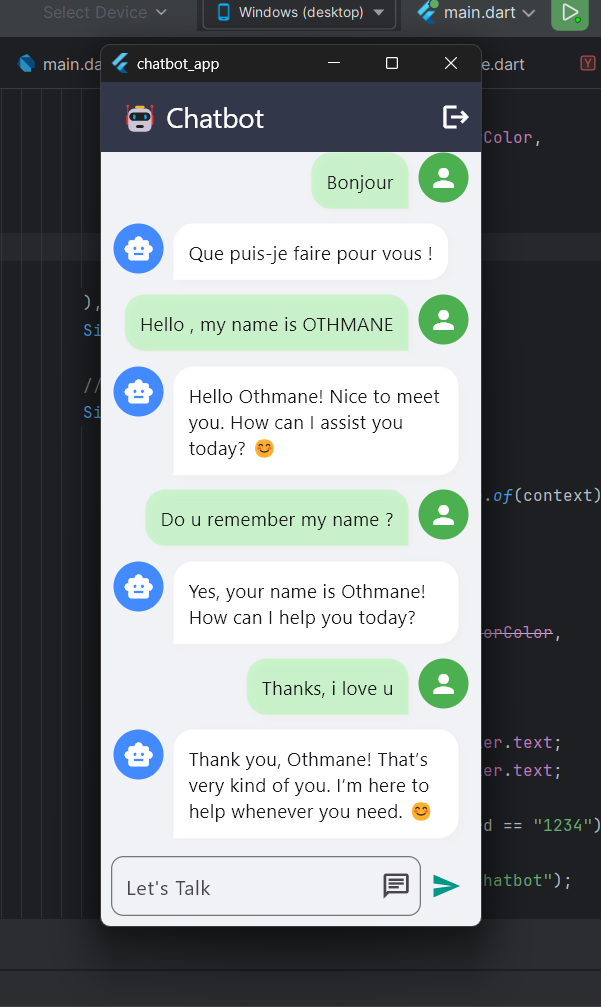 Select Device
Windows (desktop)
main.dart
main.da
chatbot_app
e.dart
Y
Chatbot
Color,
Bonjour
Que puis-je faire pour vous !
),
Hello , my name is OTHMANE
Si
//
Hello Othmane! Nice to meet
you. How can I assist you
today? 😊
Si
.of(context)
Do u remember my name ?
Yes, your name is Othmane!
How can I help you today?
orColor,
Thanks, i love u
er.text;
Thank you, Othmane! That's
very kind of you. I'm here to
help whenever you need. 😊
er.text;
d == "1234")
Let's Talk
hatbot");